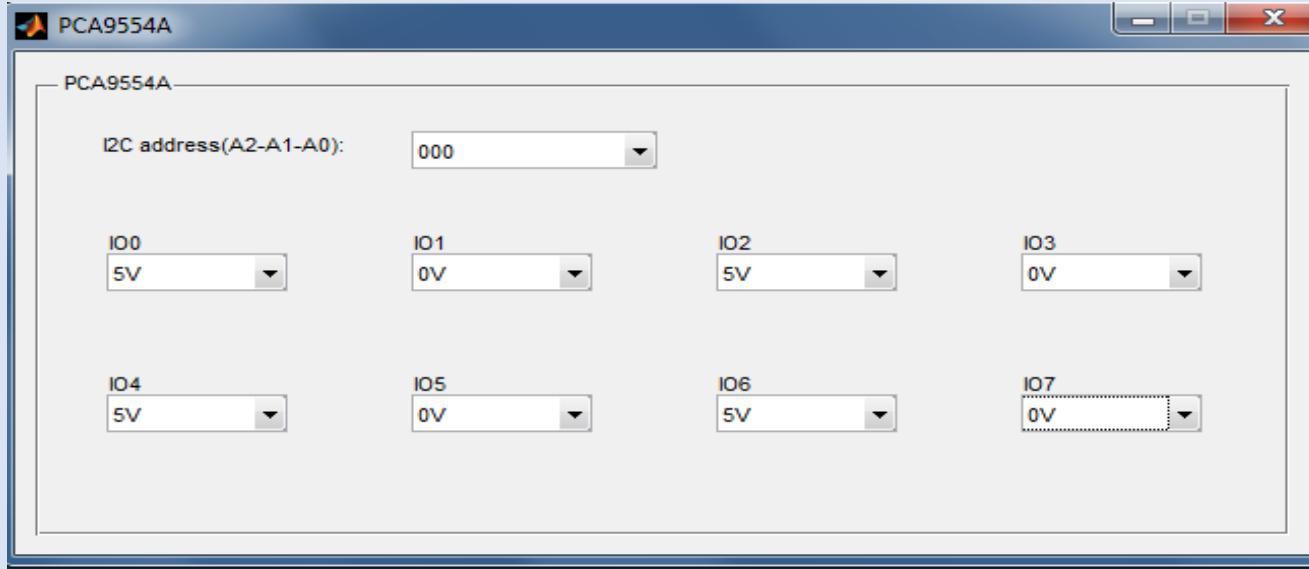 PCA9554A
PCA9554A
I2C address(A2-A1-A0):
000
IO0 IO1 IO2 IO3
5V 0V 5V 0V
IO4 IO5 IO6 IO7
5V 0V 5V 0V